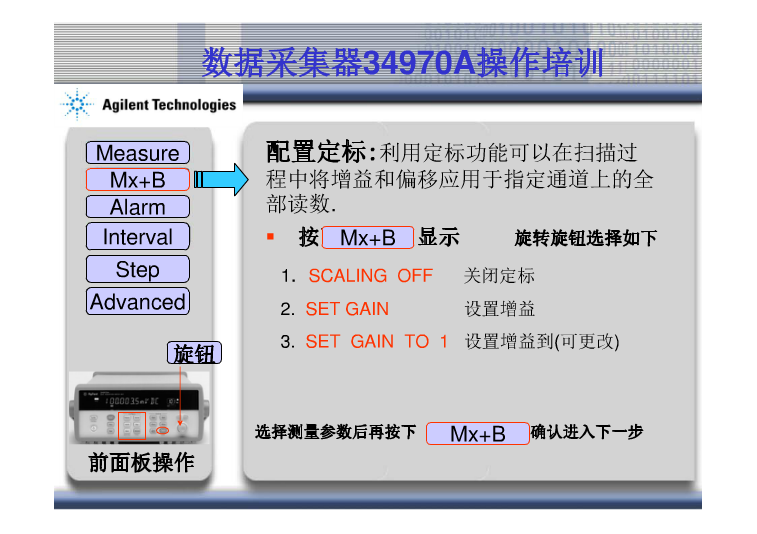 数据采集器34970A操作培训
Agilent Technologies
Measure
Mx+B
Alarm
Interval
Step
Advanced
旋钮
前面板操作
配置定标:利用定标功能可以在扫描过
程中将增益和偏移应用于指定通道上的全
部读数.
按 Mx+B 显示 旋转旋钮选择如下
1. SCALING OFF 关闭定标
2. SET GAIN 设置增益
3. SET GAIN TO 1 设置增益到(可更改)
选择测量参数后再按下 Mx+B 确认进入下一步